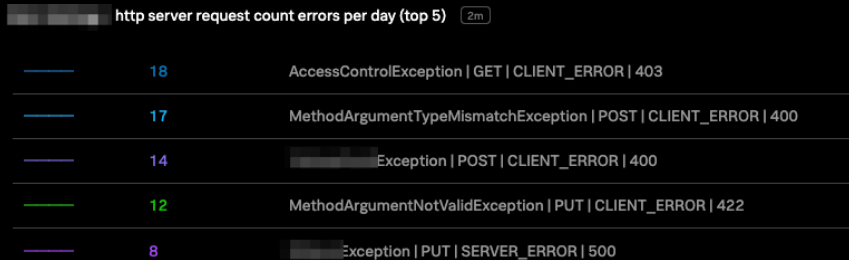 http server request count errors per day (top 5) 2m
18 AccessControlException | GET | CLIENT_ERROR | 403
17 MethodArgumentTypeMismatchException | POST | CLIENT_ERROR | 400
14 Exception | POST | CLIENT_ERROR | 400
12 MethodArgumentNotValidException | PUT | CLIENT_ERROR | 422
8 Exception | PUT | SERVER_ERROR | 500